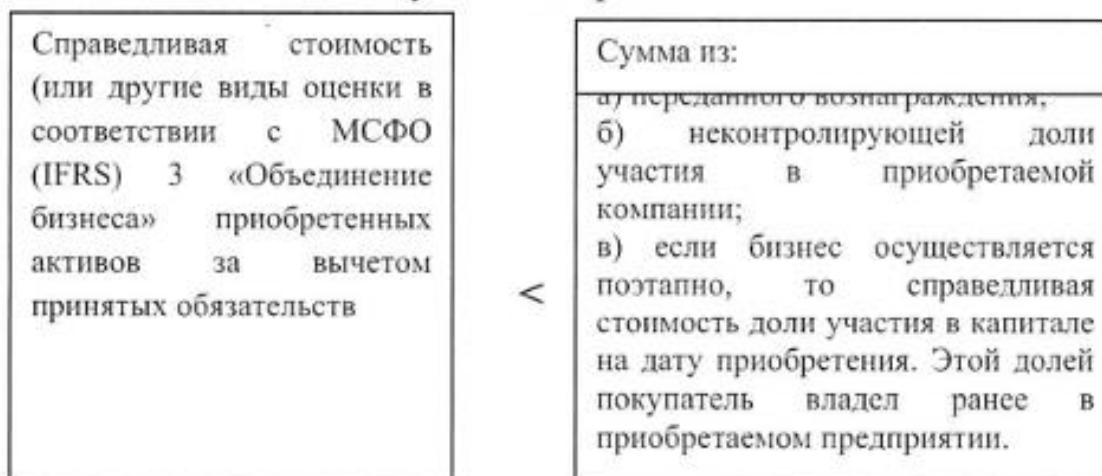 Справедливая стоимость
(или другие виды оценки в
соответствии с МСФО
(IFRS) 3 «Объединение
бизнеса» приобретенных
активов за вычетом
принятых обязательств
<
Сумма из:
а) переданного вознаграждения;
б) неконтролирующей доли
участия в приобретаемой
компании;
в) если бизнес осуществляется
поэтапно, то справедливая
стоимость доли участия в капитале
на дату приобретения. Этой долей
покупатель владел ранее в
приобретаемом предприятии.